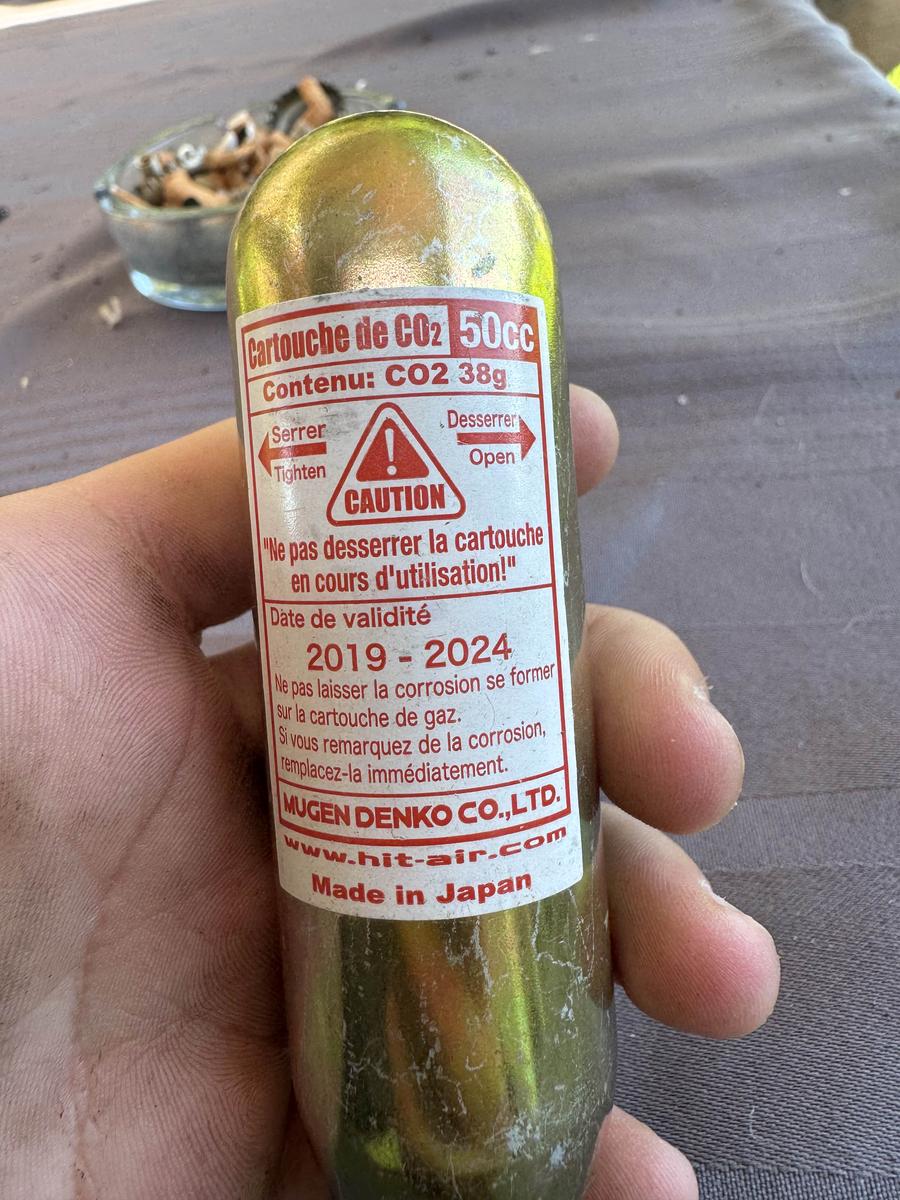 Cartouche de CO2 50cc
Contenu: CO2 38g
Serrer
Tighten
Desserrer
Open
CAUTION
"Ne pas desserrer la cartouche
en cours d'utilisation!"
Date de validité
2019 - 2024
Ne pas laisser la corrosion se former
sur la cartouche de gaz.
Si vous remarquez de la corrosion,
remplacez-la immédiatement.
MUGEN DENKO CO.,LTD.
www.hit-air.com
Made in Japan